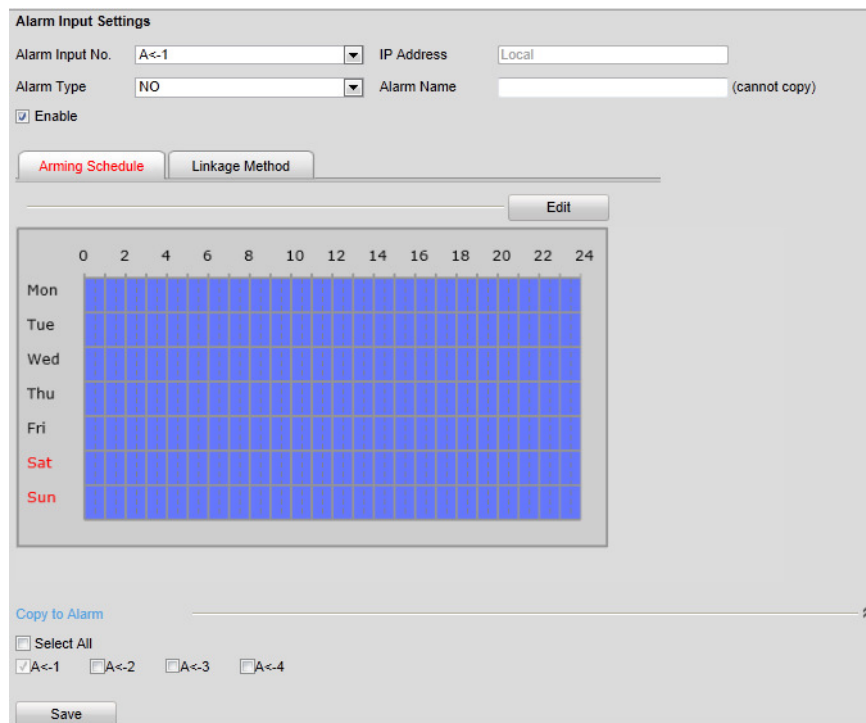 Alarm Input Settings
Alarm Input No. A<-1 IP Address Local
Alarm Type NO Alarm Name (cannot copy)
Enable
Arming Schedule Linkage Method
Edit
0 2 4 6 8 10 12 14 16 18 20 22 24
Mon
Tue
Wed
Thu
Fri
Sat
Sun
Copy to Alarm
Select All
A<-1 A<-2 A<-3 A<-4
Save